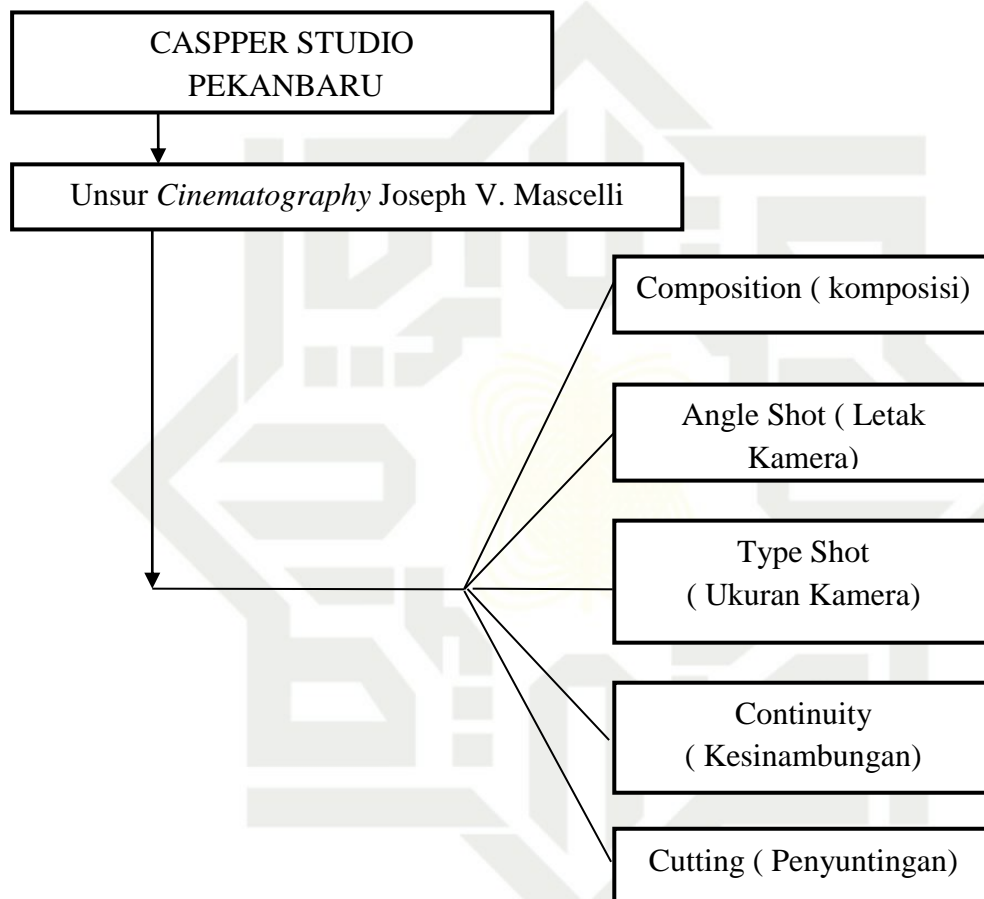 CASPPER STUDIO
PEKANBARU
Unsur Cinematography Joseph V. Mascelli
Composition ( komposisi)
Angle Shot ( Letak
Kamera)
Type Shot
( Ukuran Kamera)
Continuity
( Kesinambungan)
Cutting ( Penyuntingan)